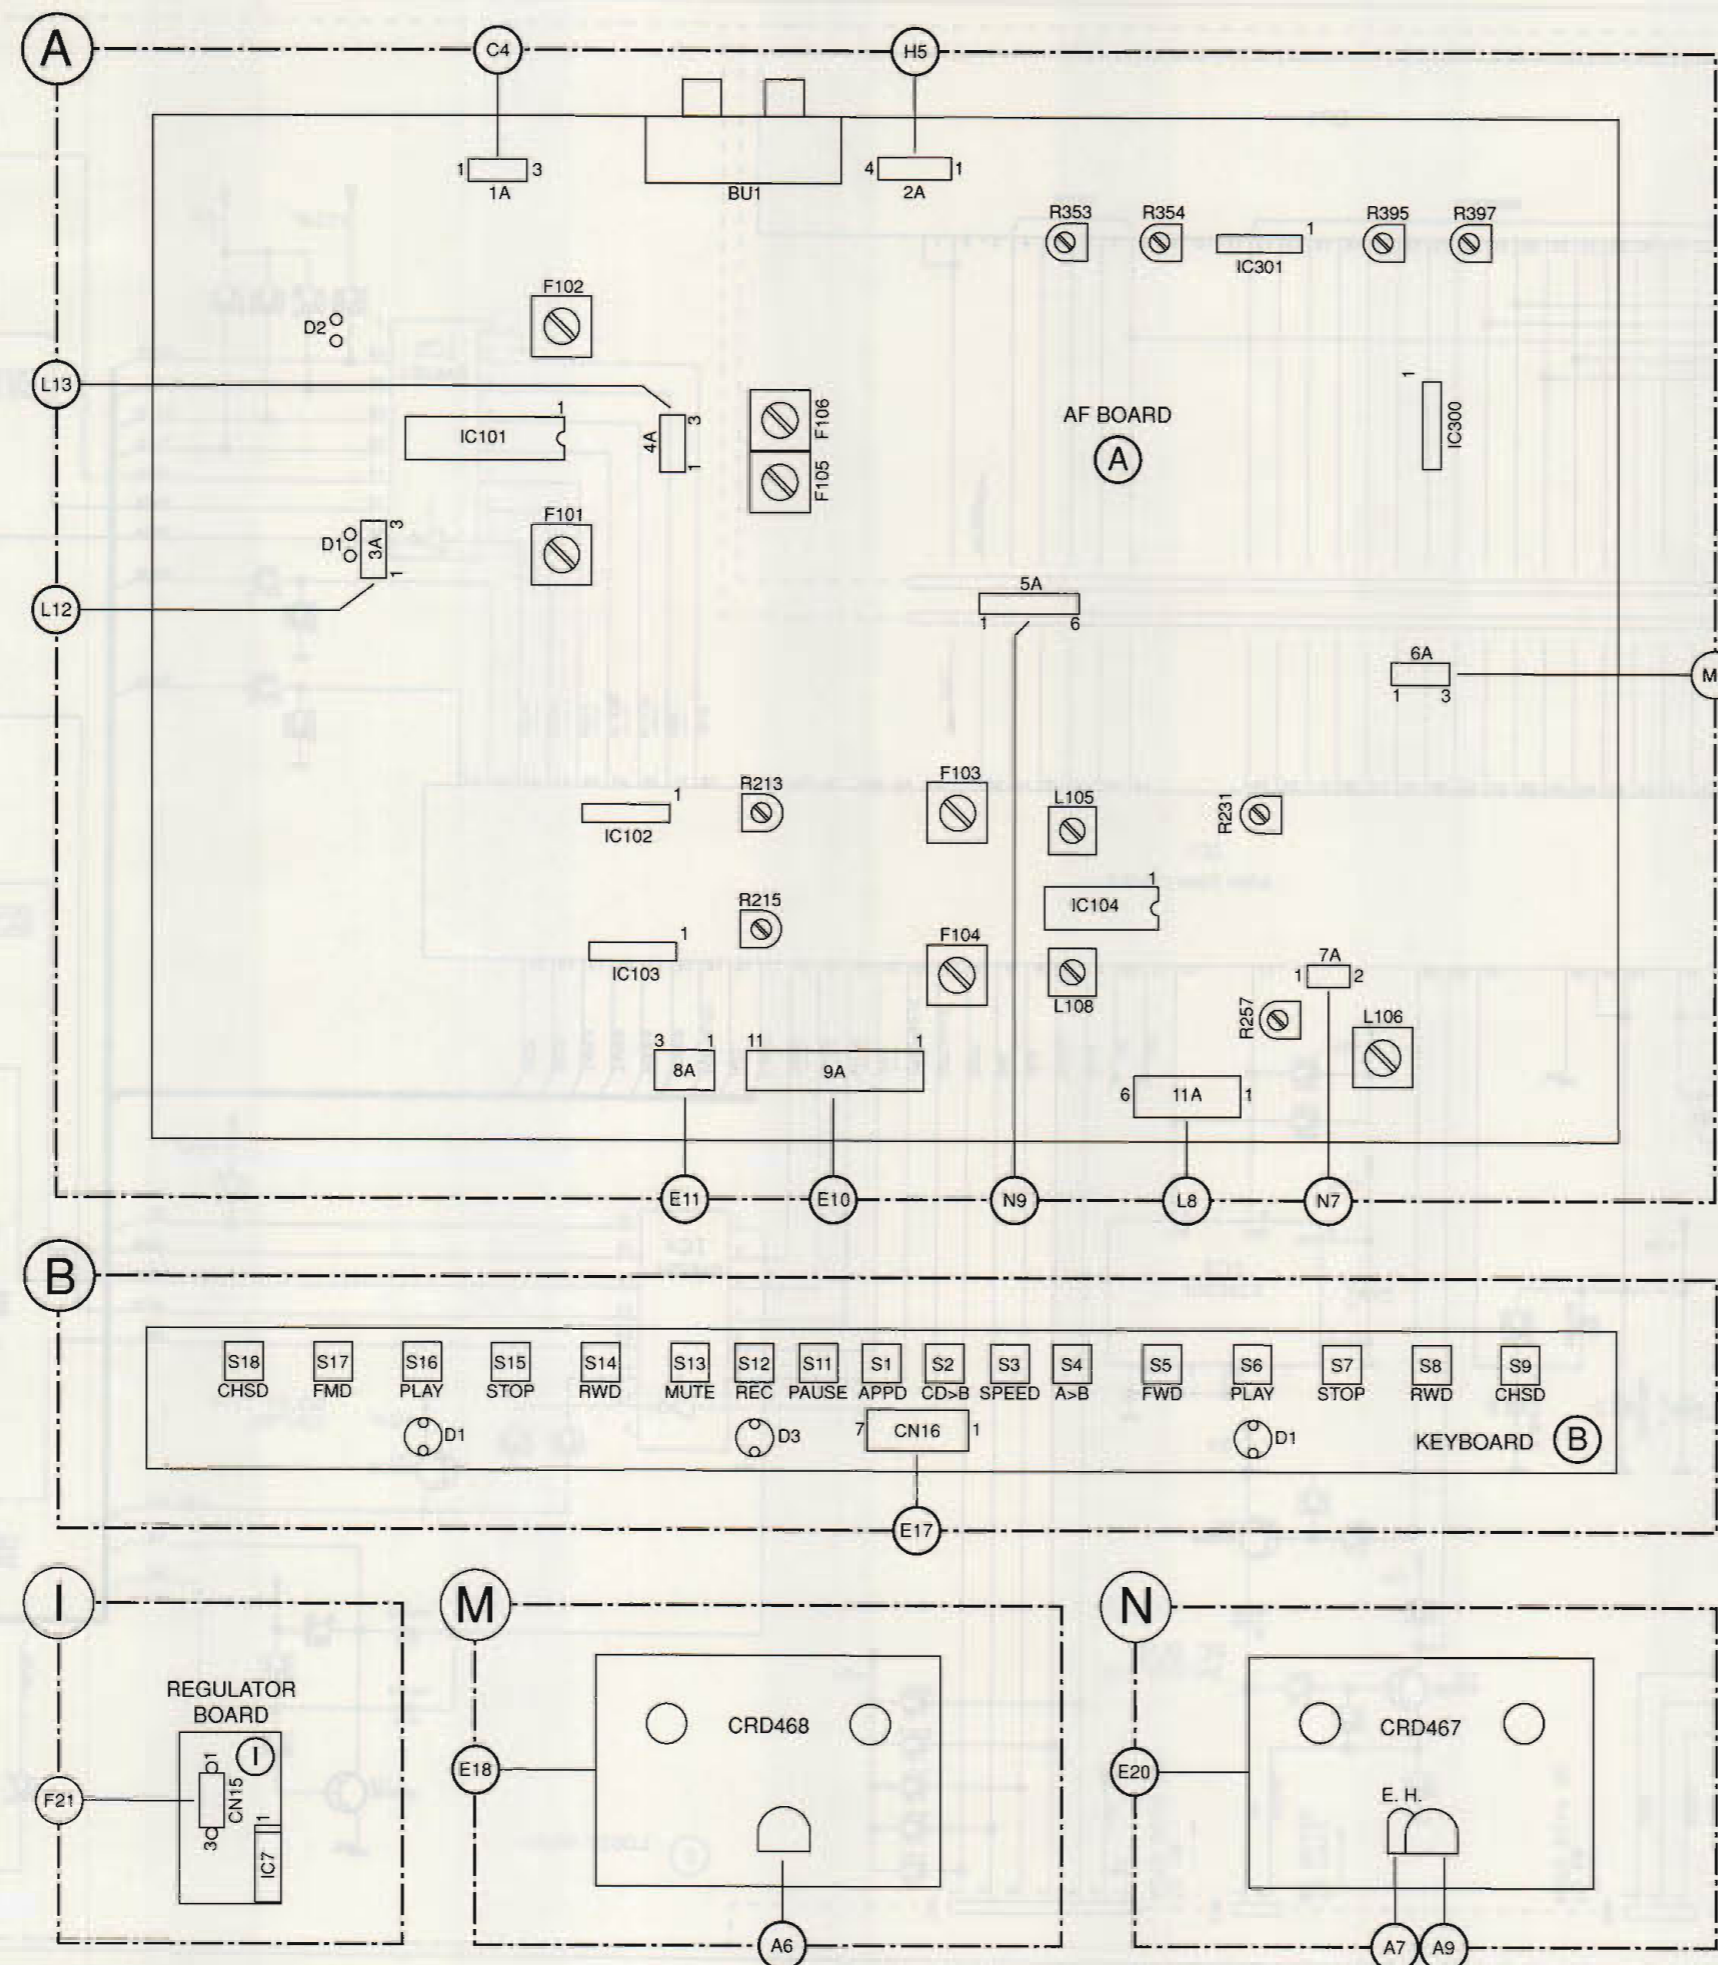 A C4 H5
1 3
1A
BU1
4 1
2A
R353 R354 R395 R397
1
IC301
F102
D2
L13
1
IC101
4A 3 1
F106
F105
AF BOARD
A
1
IC300
F101
D1 3A 3 1
L12
5A
1 6
6A
1 3
M
R213
1
IC102
F103
L105
R231
R215
1
IC103
1
IC104
F104
L108
7A
1 2
R257
L106
3 1
8A
11 1
9A
6 11A 1
E11 E10 N9 L8 N7
B
S18 S17 S16 S15 S14 S13 S12 S11 S1 S2 S3 S4 S5 S6 S7 S8 S9
CHSD FMD PLAY STOP RWD MUTE REC PAUSE APPD CD>B SPEED A>B FWD PLAY STOP RWD CHSD
D1 D3 7 CN16 1 D1 KEYBOARD B
E17
I M N
REGULATOR
BOARD
I
1
CN15
3
F21
1
IC7
CRD468
E18
A6
CRD467
E20
E. H.
A7 A9